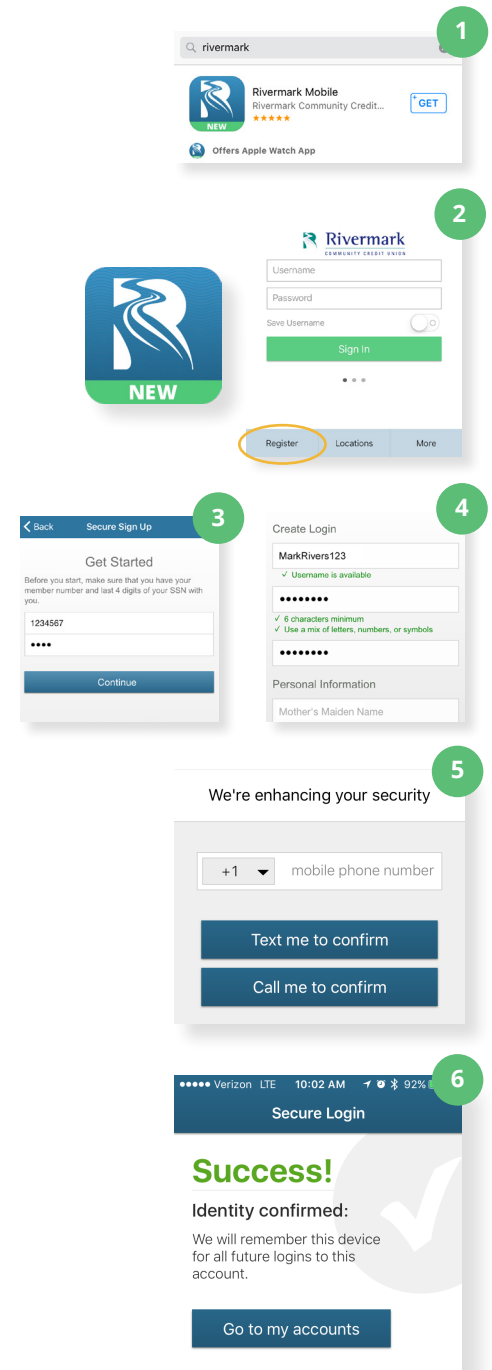 1
rivermark
Rivermark Mobile
Rivermark Community Credit...
★★★★★
GET
NEW
Offers Apple Watch App
2
Rivermark
COMMUNITY CREDIT UNION
Username
Password
Save Username
Sign In
NEW
Register Locations More
3
Back Secure Sign Up
Get Started
Before you start, make sure that you have your
member number and last 4 digits of your SSN with
you.
1234567
••••
Continue
4
Create Login
MarkRivers123
✓ Username is available
••••••••
✓ 6 characters minimum
✓ Use a mix of letters, numbers, or symbols
••••••••
Personal Information
Mother's Maiden Name
5
We're enhancing your security
+1 mobile phone number
Text me to confirm
Call me to confirm
6
●●●●● Verizon LTE 10:02 AM 92%
Secure Login
Success!
Identity confirmed:
We will remember this device
for all future logins to this
account.
Go to my accounts